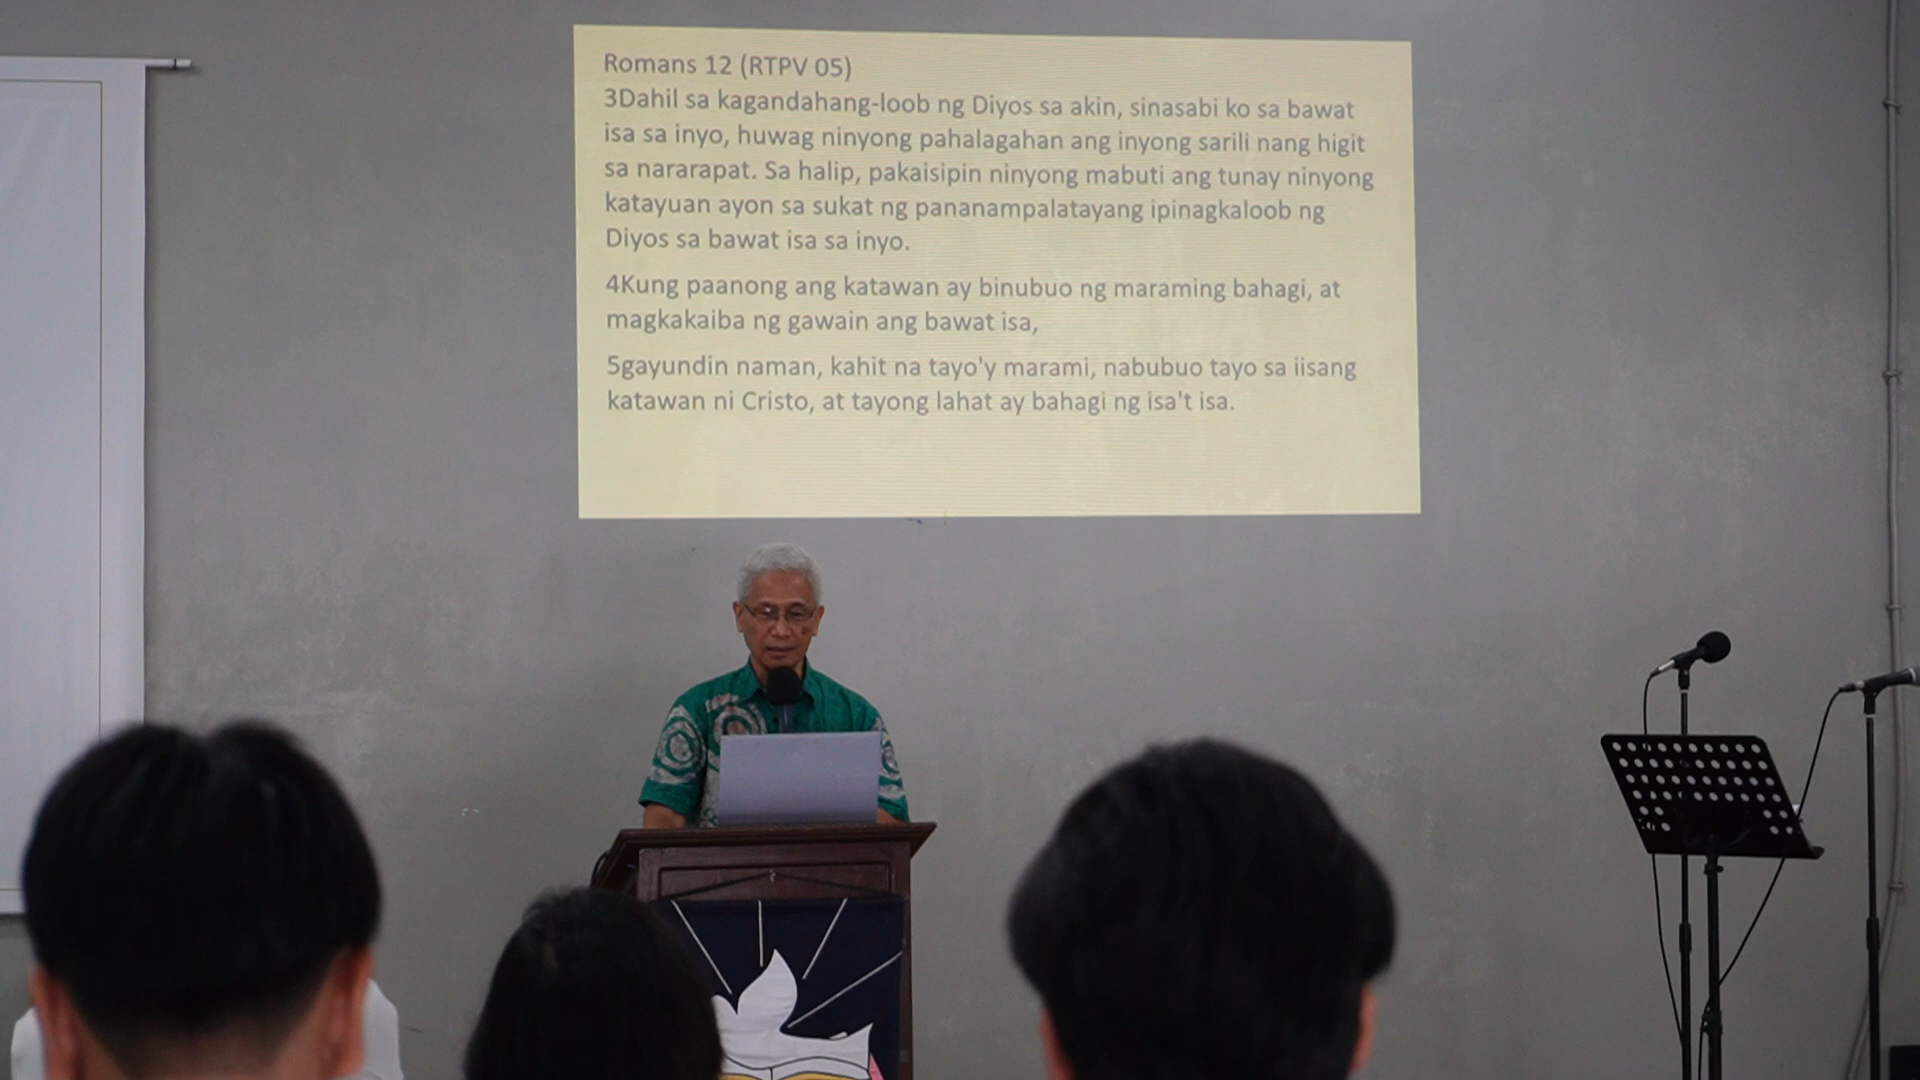 Romans 12 (RTPV 05)
3Dahil sa kagandahang-loob ng Diyos sa akin, sinasabi ko sa bawat
isa sa inyo, huwag ninyong pahalagahan ang inyong sarili nang higit
sa nararapat. Sa halip, pakaisipin ninyong mabuti ang tunay ninyong
katayuan ayon sa sukat ng pananampalatayang ipinagkaloob ng
Diyos sa bawat isa sa inyo.
4Kung paanong ang katawan ay binubuo ng maraming bahagi, at
magkakaiba ng gawain ang bawat isa,
5gayundin naman, kahit na tayo'y marami, nabubuo tayo sa iisang
katawan ni Cristo, at tayong lahat ay bahagi ng isa't isa.